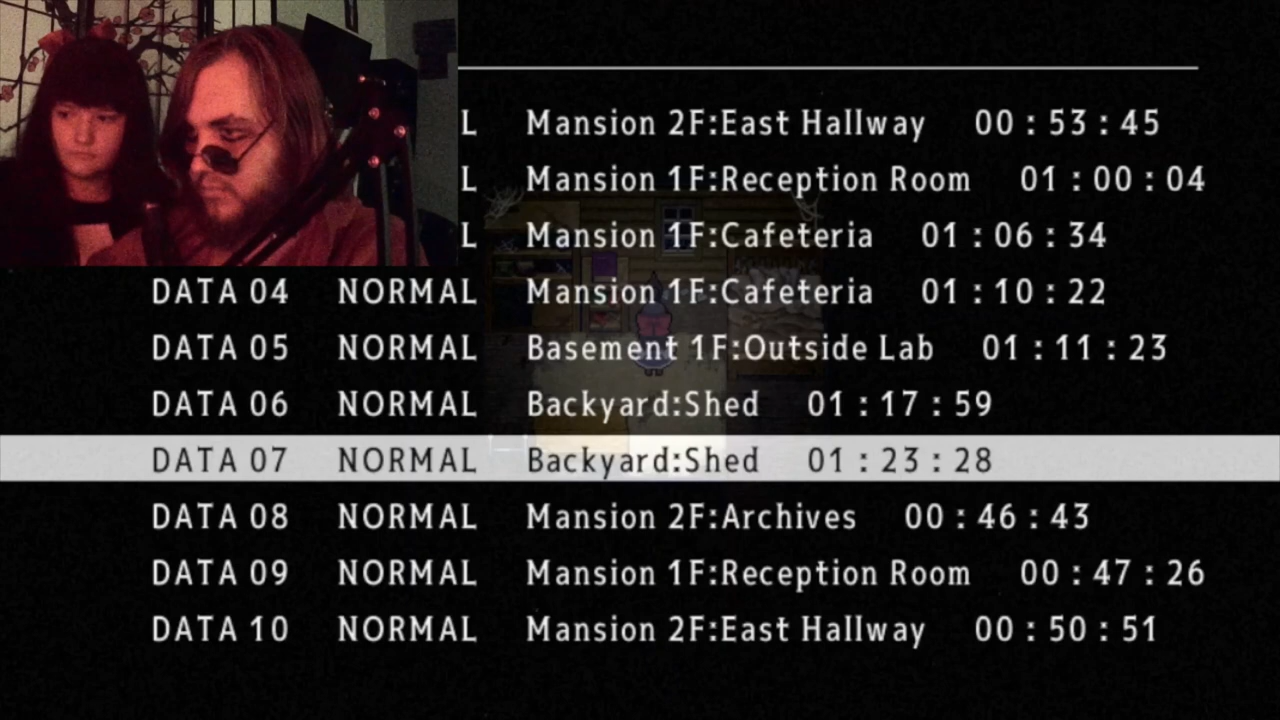 L Mansion 2F:East Hallway 00:53:45
L Mansion 1F:Reception Room 01:00:04
L Mansion 1F:Cafeteria 01:06:34
DATA 04 NORMAL Mansion 1F:Cafeteria 01:10:22
DATA 05 NORMAL Basement 1F:Outside Lab 01:11:23
DATA 06 NORMAL Backyard:Shed 01:17:59
DATA 07 NORMAL Backyard:Shed 01:23:28
DATA 08 NORMAL Mansion 2F:Archives 00:46:43
DATA 09 NORMAL Mansion 1F:Reception Room 00:47:26
DATA 10 NORMAL Mansion 2F:East Hallway 00:50:51